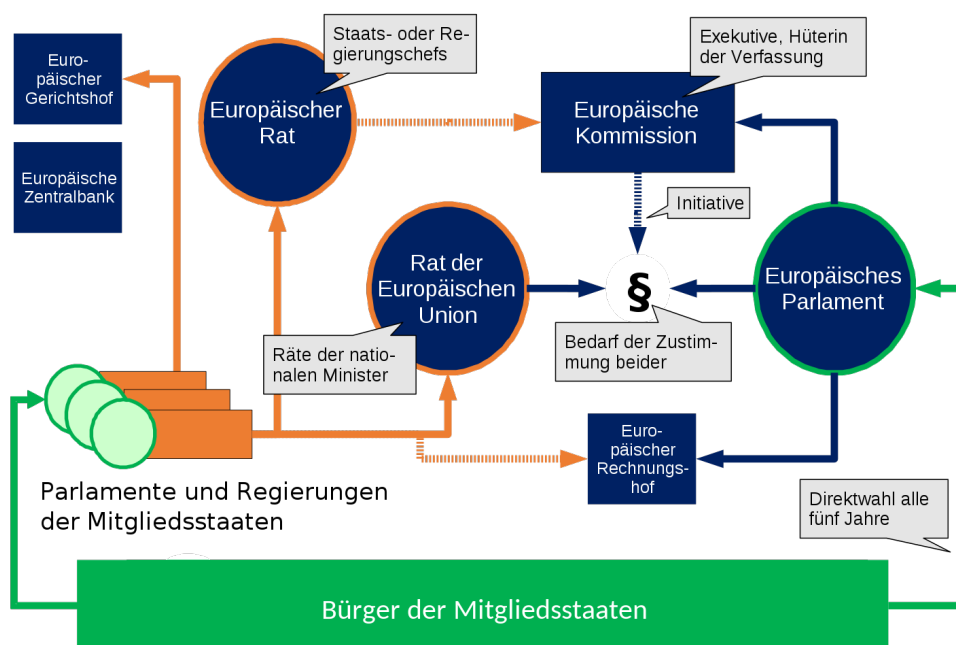 Staats- oder Re-
gierungschefs
Exekutive, Hüterin
der Verfassung
Euro-
päischer
Gerichtshof
Europäischer
Rat
Europäische
Kommission
Europäische
Zentralbank
Initiative
Rat der
Europäischen
Union
§
Europäisches
Parlament
Räte der natio-
nalen Minister
Bedarf der Zustim-
mung beider
Euro-
päischer
Rechnungs-
hof
Parlamente und Regierungen
der Mitgliedsstaaten
Direktwahl alle
fünf Jahre
Bürger der Mitgliedsstaaten